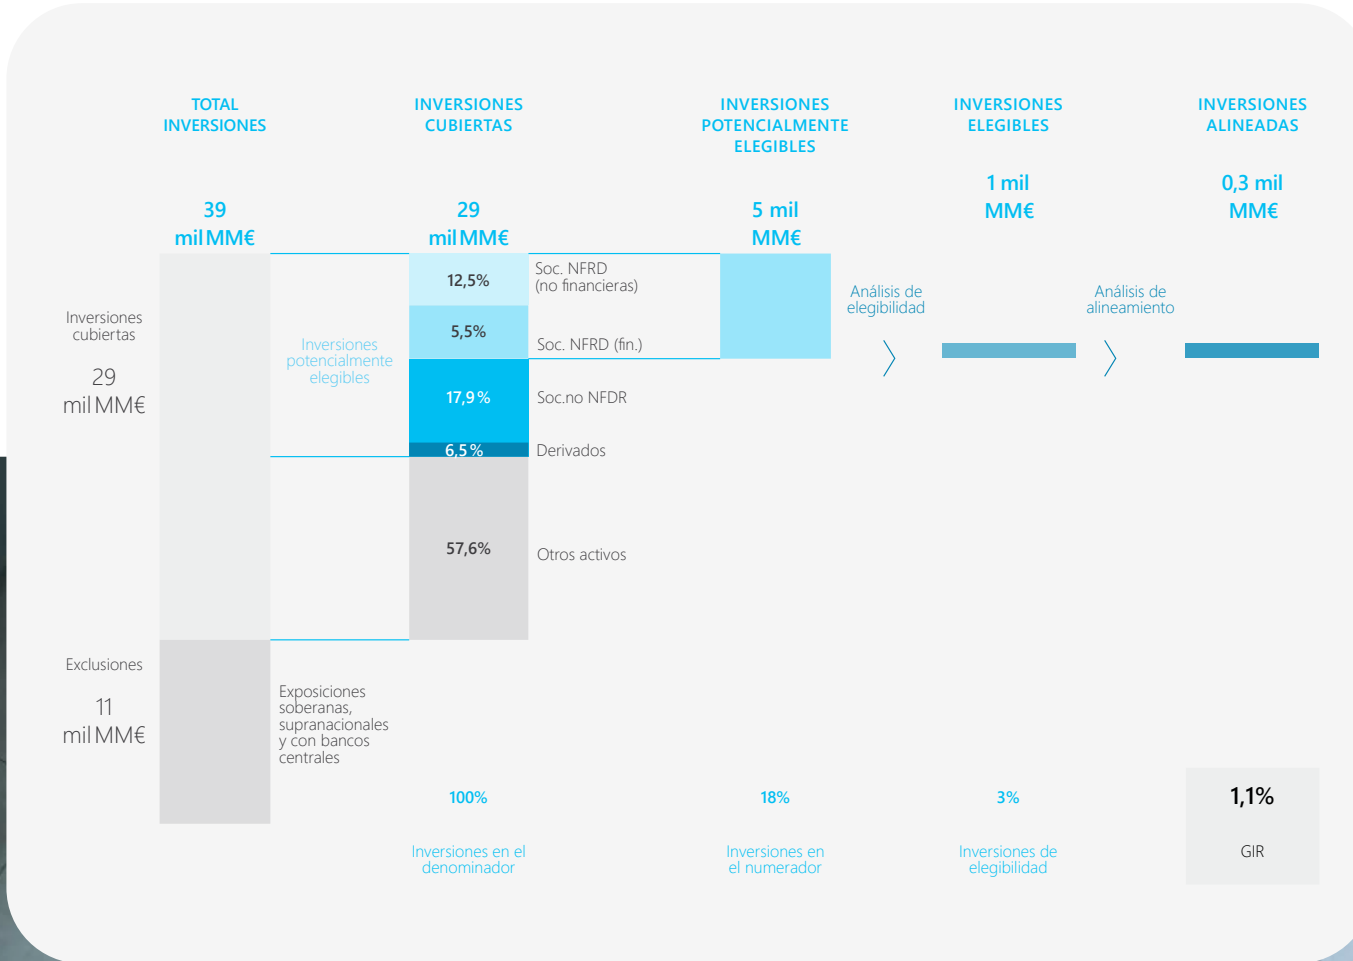 TOTAL
INVERSIONES
INVERSIONES
CUBIERTAS
INVERSIONES
POTENCIALMENTE
ELEGIBLES
INVERSIONES
ELEGIBLES
INVERSIONES
ALINEADAS
39
mil MM€
29
mil MM€
5 mil
MM€
1 mil
MM€
0,3 mil
MM€
Inversiones
cubiertas
29
mil MM€
Inversiones
potencialmente
elegibles
12,5%
Soc. NFRD
(no financieras)
5,5%
Soc. NFRD (fin.)
17,9%
Soc.no NFDR
6,5%
Derivados
57,6%
Otros activos
Análisis de
elegibilidad
Análisis de
alineamiento
Exclusiones
11
mil MM€
Exposiciones
soberanas,
supranacionales
y con bancos
centrales
100%
Inversiones en el
denominador
18%
Inversiones en
el numerador
3%
Inversiones de
elegibilidad
1,1%
GIR